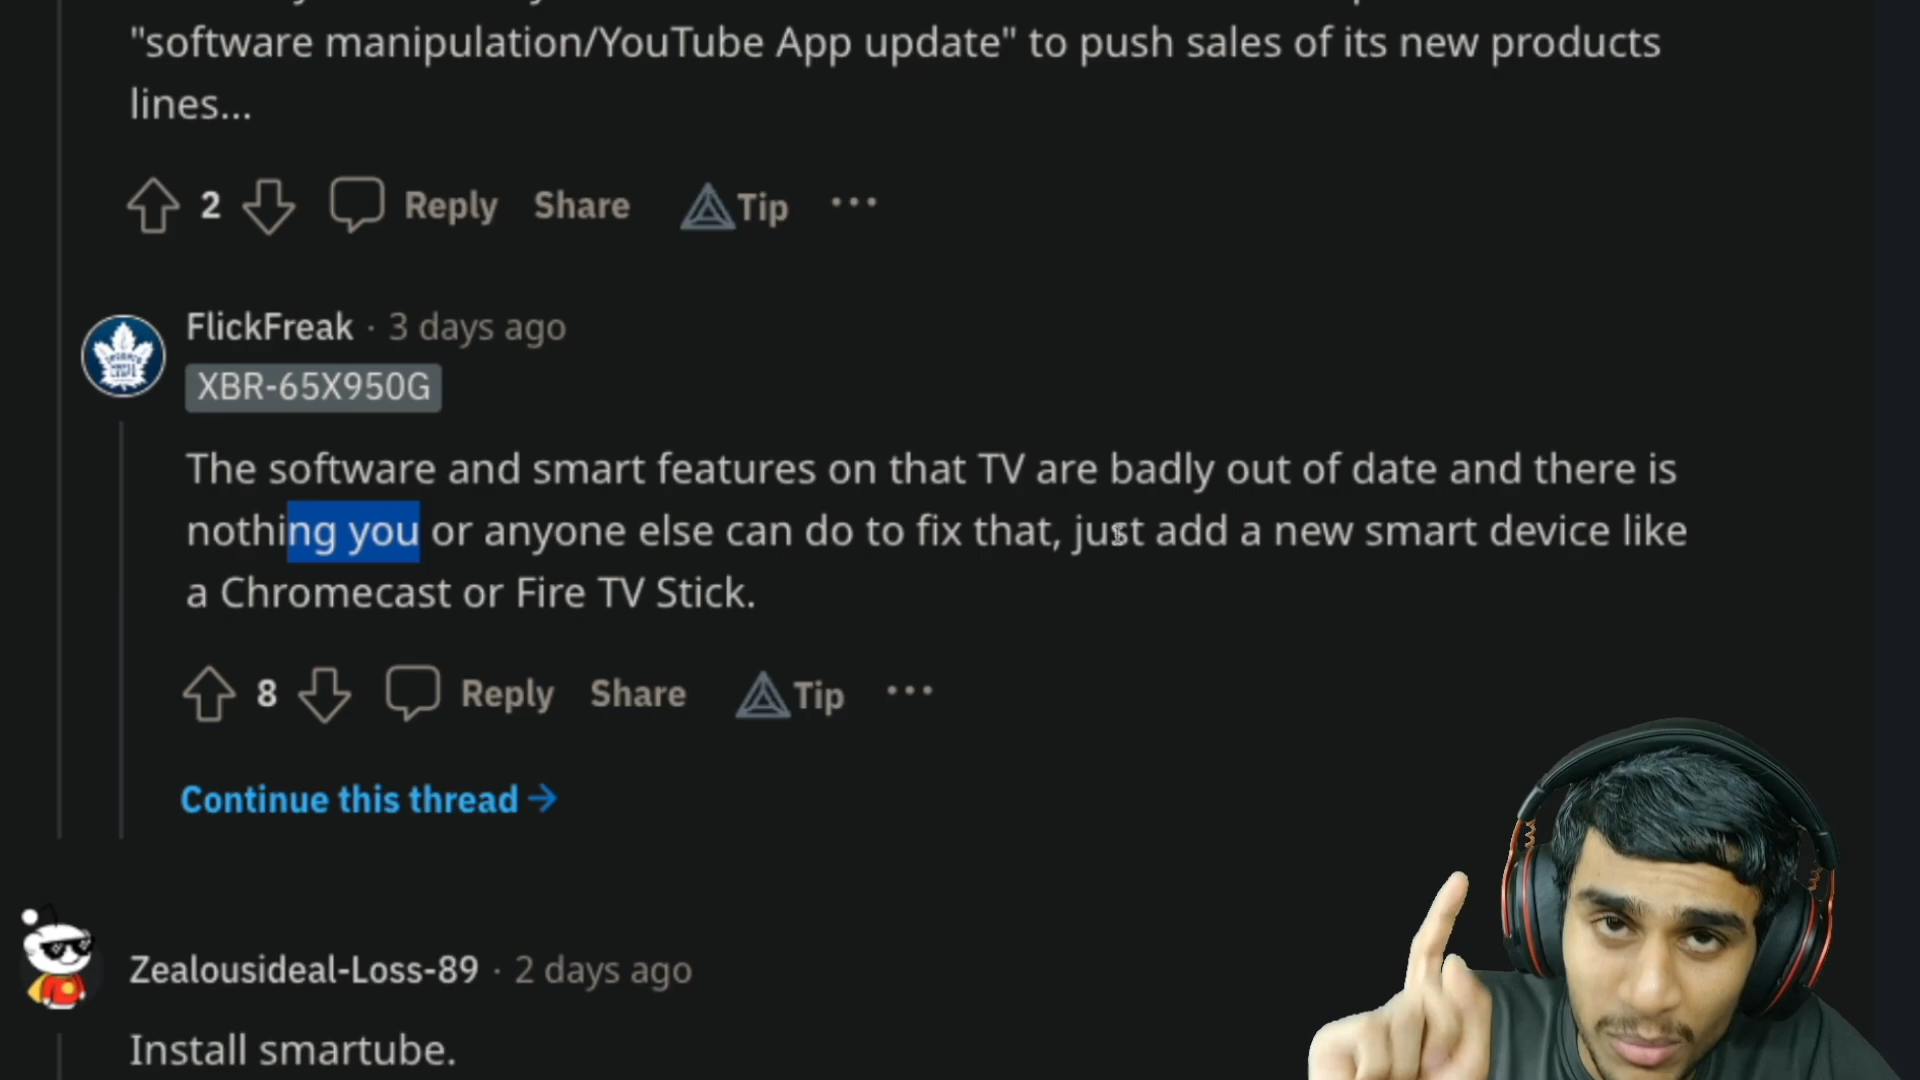 "software manipulation/YouTube App update" to push sales of its new products
lines...
2 Reply Share Tip ...
FlickFreak · 3 days ago
XBR-65X950G
The software and smart features on that TV are badly out of date and there is
nothing you or anyone else can do to fix that, just add a new smart device like
a Chromecast or Fire TV Stick.
8 Reply Share Tip ...
Continue this thread →
Zealousideal-Loss-89 · 2 days ago
Install smartube.